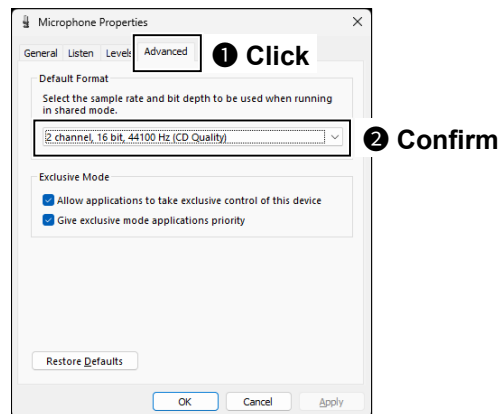 Microphone Properties
General Listen Levels Advanced
❶ Click
Default Format
Select the sample rate and bit depth to be used when running
in shared mode.
2 channel, 16 bit, 44100 Hz (CD Quality)
❷ Confirm
Exclusive Mode
Allow applications to take exclusive control of this device
Give exclusive mode applications priority
Restore Defaults
OK Cancel Apply